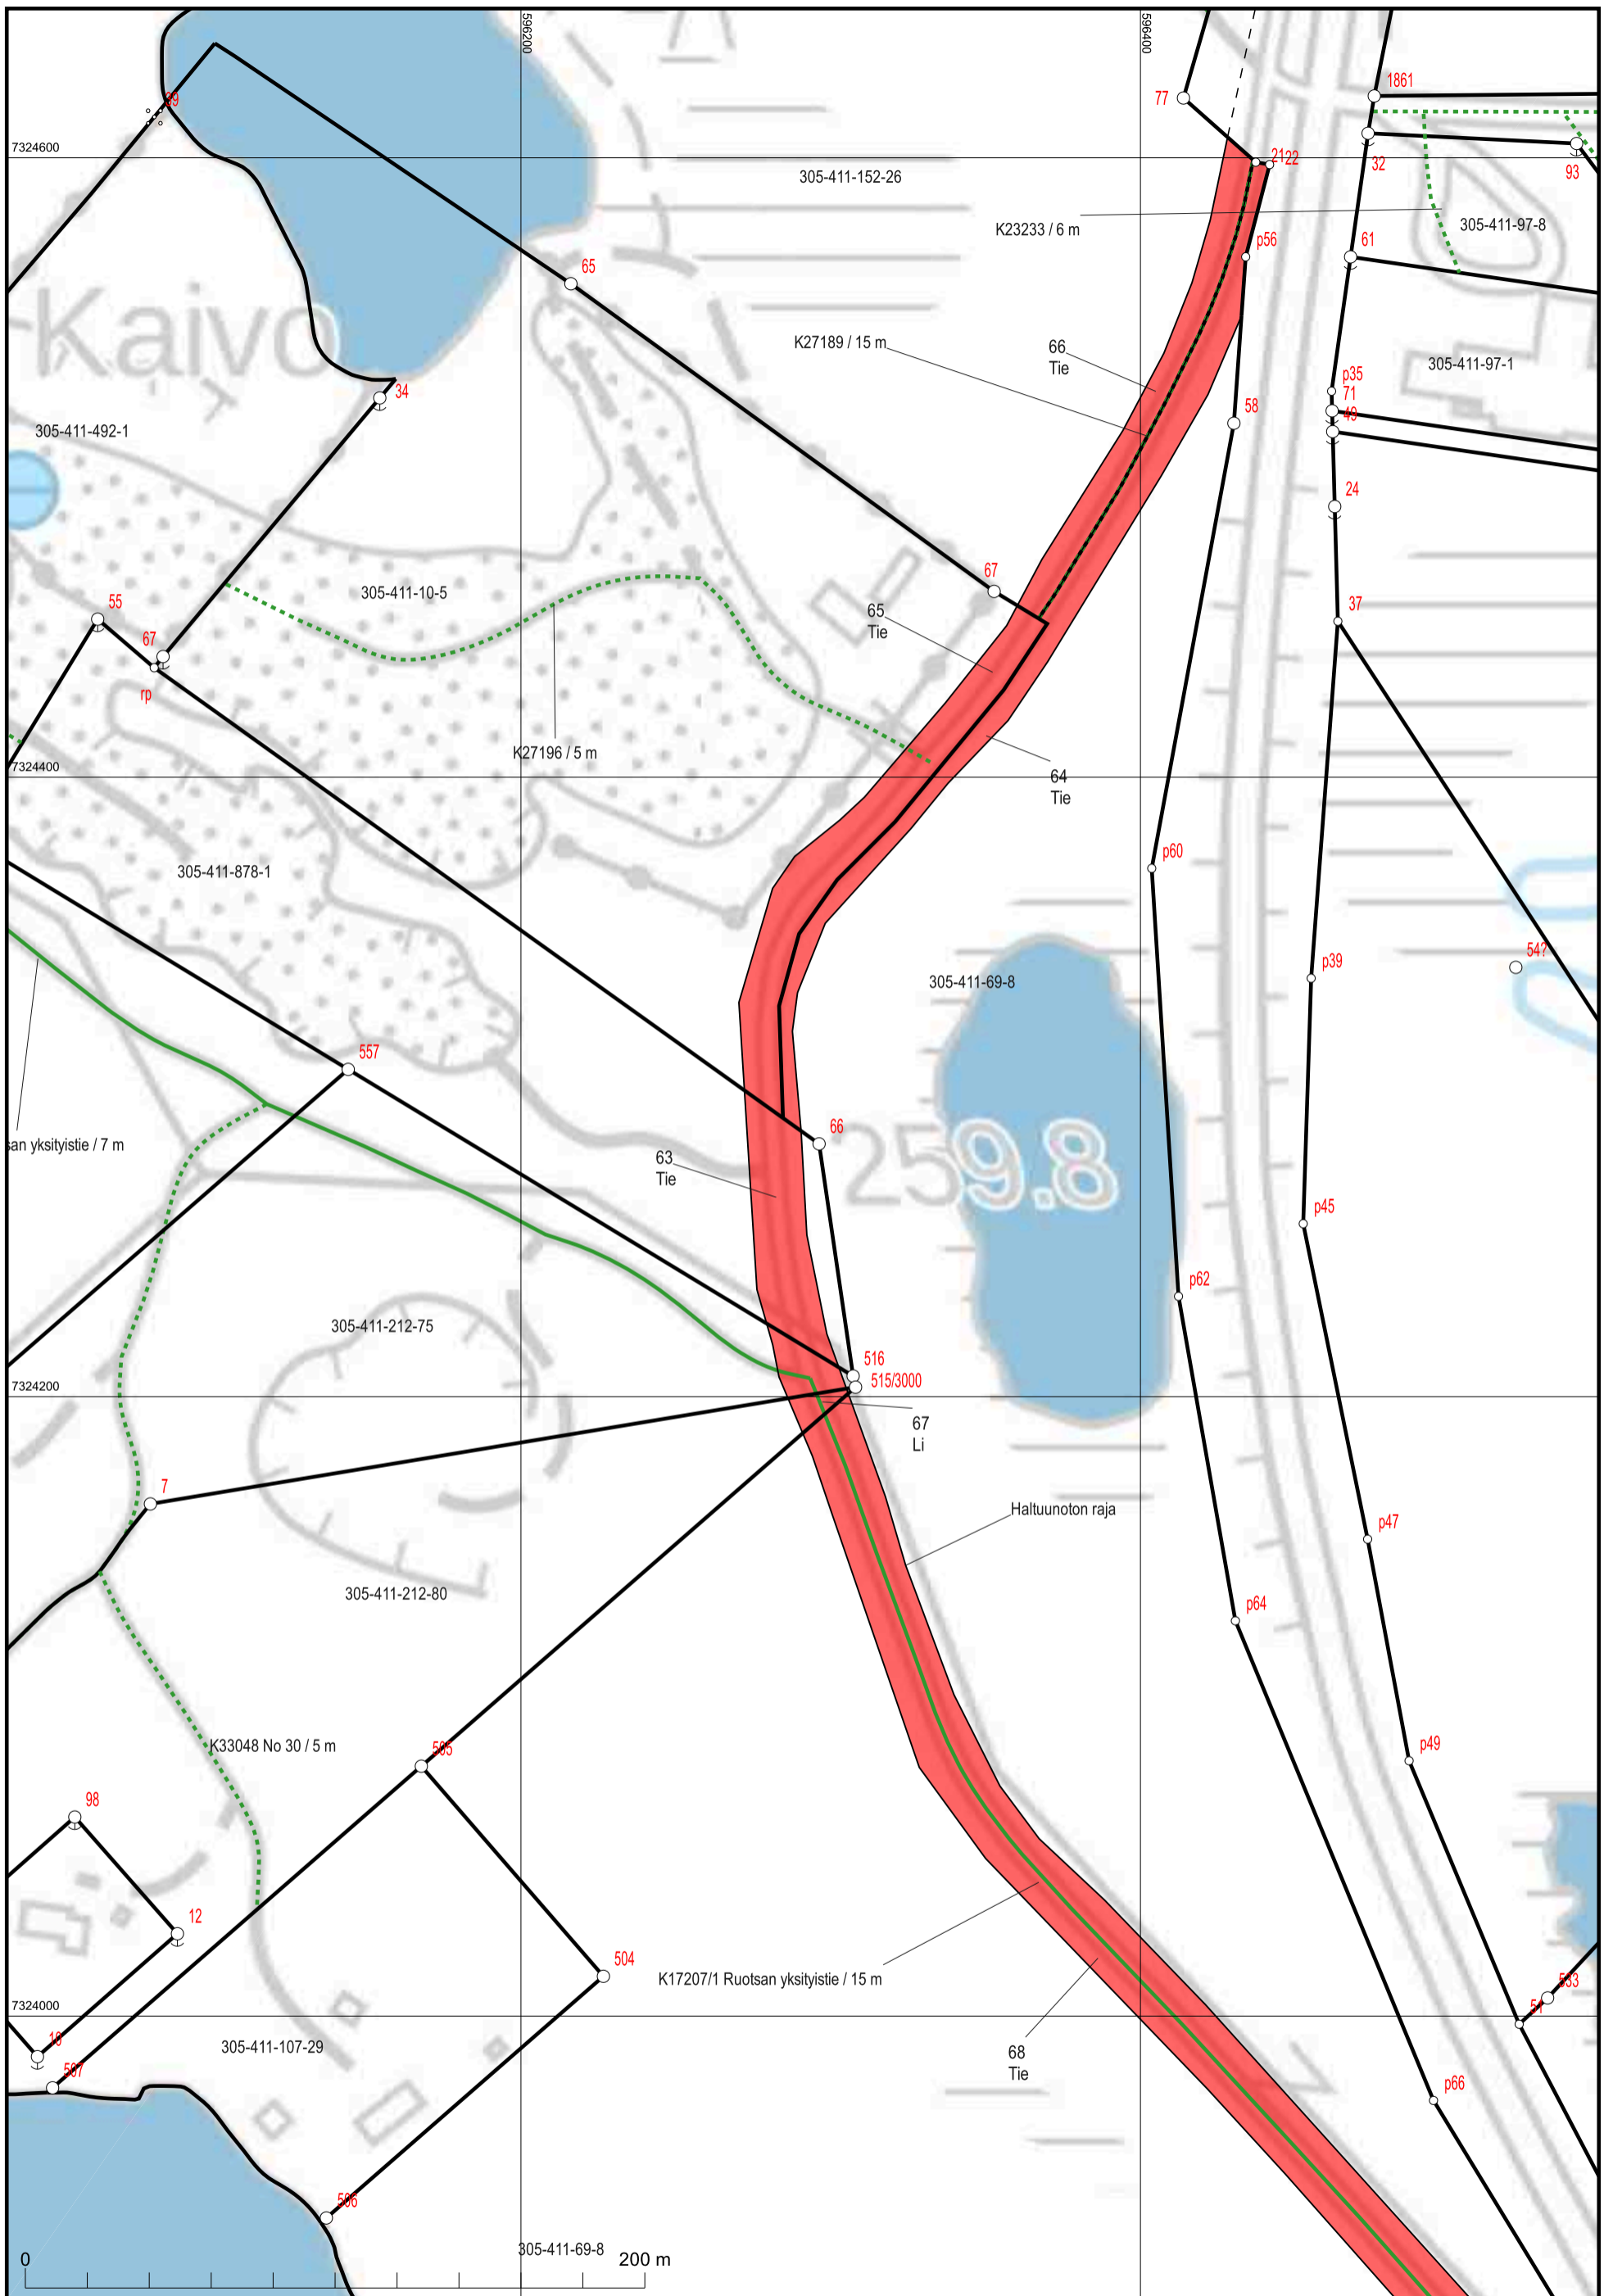 596200
596400
39
77
1861
7324600
2122
32
93
305-411-152-26
K23233 / 6 m
305-411-97-8
p56
61
65
Kaivo
K27189 / 15 m
66
Tie
305-411-97-1
p35
34
71
49
58
305-411-492-1
24
67
305-411-10-5
55
65
Tie
37
67
rp
K27196 / 5 m
7324400
64
Tie
p60
305-411-878-1
54?
p39
305-411-69-8
557
66
san yksityistie / 7 m
63
Tie
259.8
p45
p62
305-411-212-75
516
515/3000
7324200
67
Li
7
Haltuunoton raja
p47
305-411-212-80
p64
K33048 No 30 / 5 m
505
p49
98
12
504
K17207/1 Ruotsan yksityistie / 15 m
533
7324000
51
10
305-411-107-29
68
Tie
507
p66
506
305-411-69-8
0
200 m